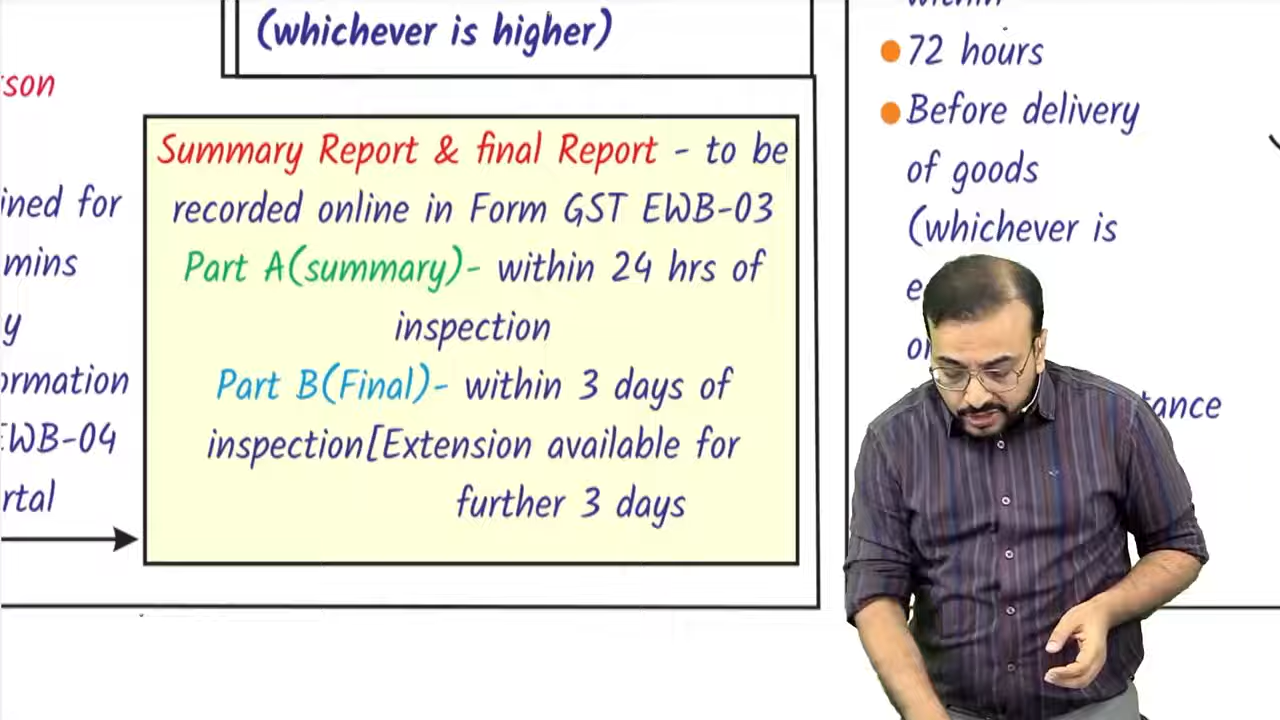 (whichever is higher)
son
ined for
mins
y
ormation
EWB-04
rtal
Summary Report & final Report - to be
recorded online in Form GST EWB-03
Part A(summary)- within 24 hrs of
inspection
Part B(Final)- within 3 days of
inspection[Extension available for
further 3 days
within
72 hours
Before delivery
of goods
(whichever is
tance